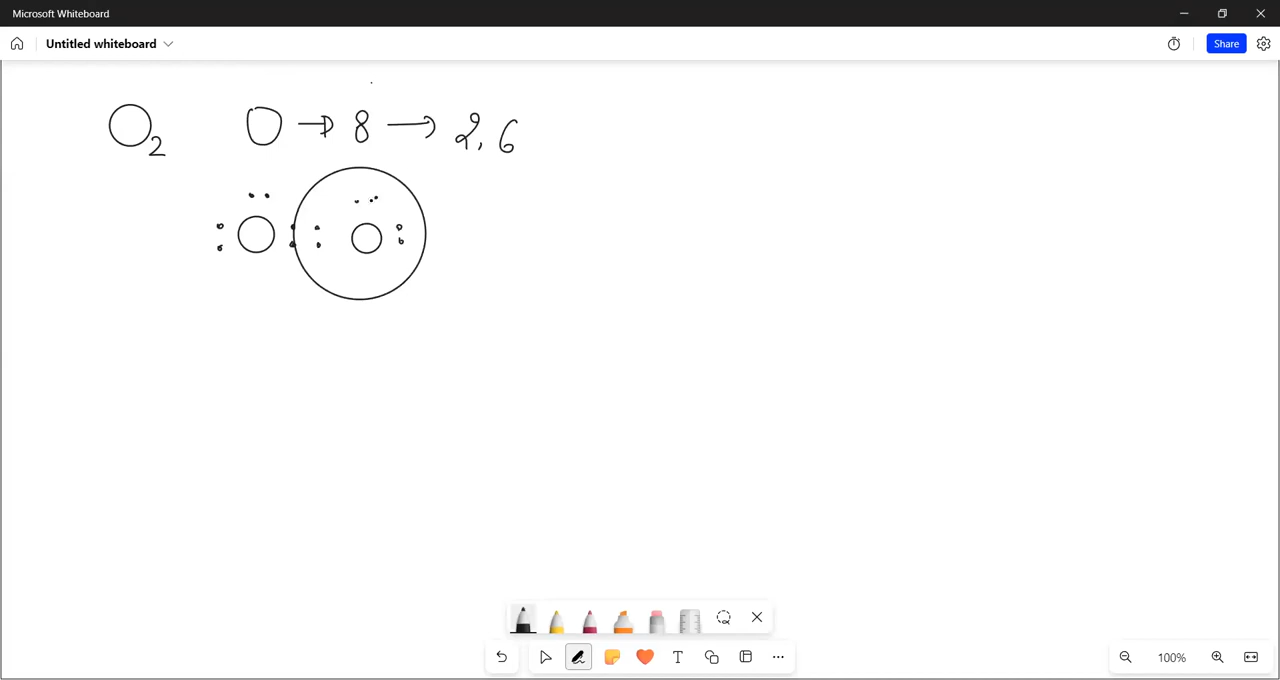 Microsoft Whiteboard
Untitled whiteboard
Share
O2 O → 8 → 2, 6
O O
100%